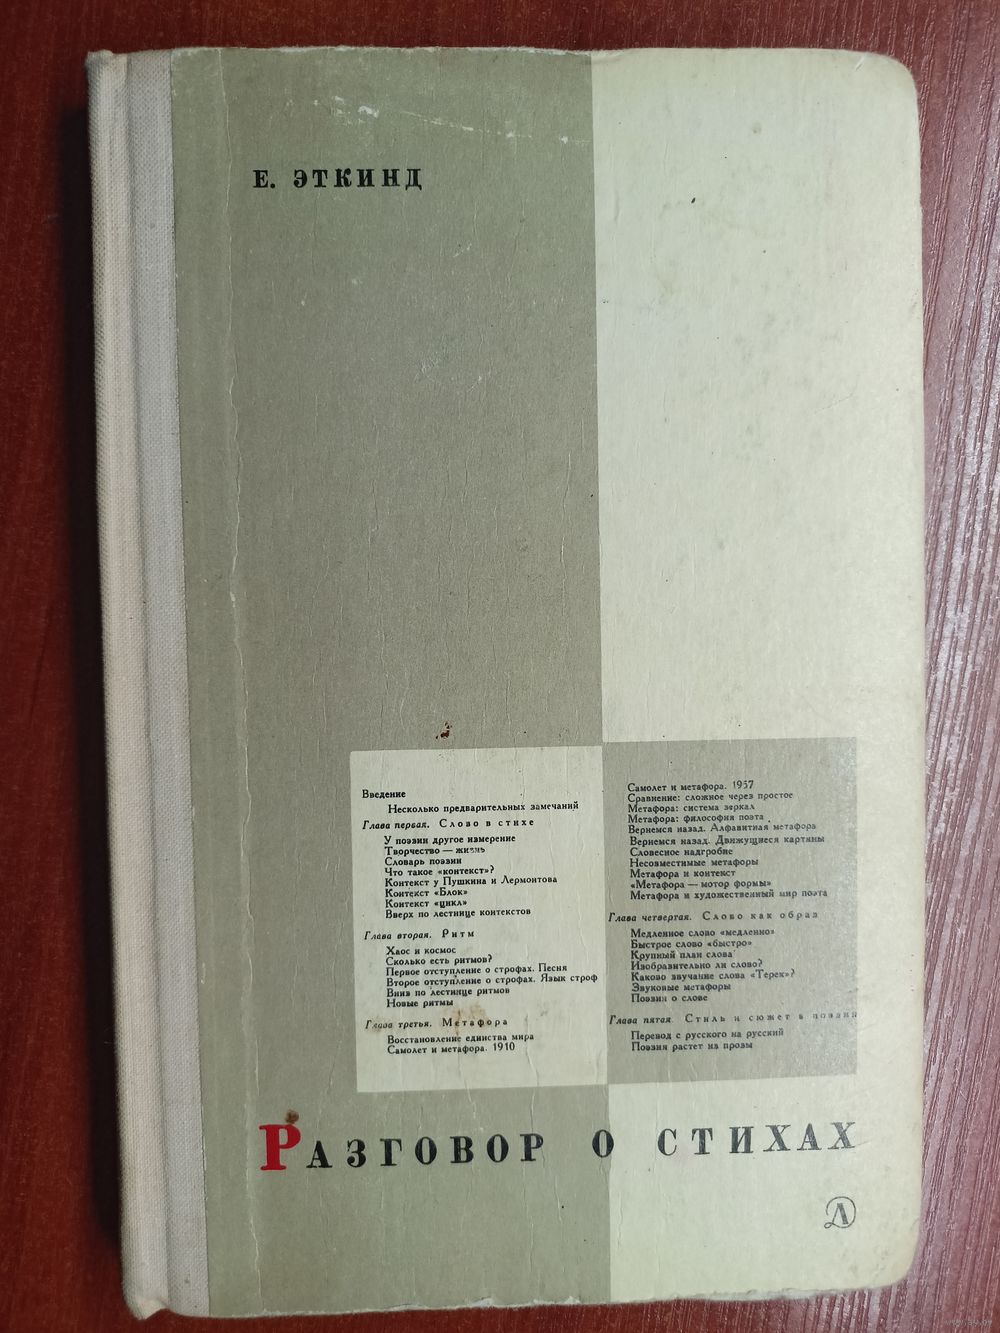 Е. ЭТКИНД
Введение
Несколько предварительных замечаний
Глава первая. Слово в стихе
У поэзии другое измерение
Творчество — жизнь
Словарь поэзии
Что такое «контекст»?
Контекст у Пушкина и Лермонтова
Контекст «Блок»
Контекст «цикл»
Вверх по лестнице контекстов
Глава вторая. Ритм
Хаос и космос
Сколько есть ритмов?
Первое отступление о строфах. Песня
Второе отступление о строфах. Язык строф
Вниз по лестнице ритмов
Новые ритмы
Глава третья. Метафора
Восстановление единства мира
Самолет и метафора. 1910
Самолет и метафора. 1957
Сравнение: сложное через простое
Метафора: система зеркал
Метафора: философия поэта
Вернемся назад. Алфавитная метафора
Вернемся назад. Движущиеся картины
Словесное надгробие
Несовместимые метафоры
Метафора и контекст
«Метафора — мотор формы»
Метафора и художественный мир поэта
Глава четвертая. Слово как образ
Медленное слово «медленно»
Быстрое слово «быстро»
Крупный план слова
Изобразительно ли слово?
Каково звучание слова «Терек»?
Звуковые метафоры
Поэзия о слове
Глава пятая. Стиль и сюжет в поэзии
Перевод с русского на русский
Поэзия растет из прозы
РАЗГОВОР О СТИХАХ